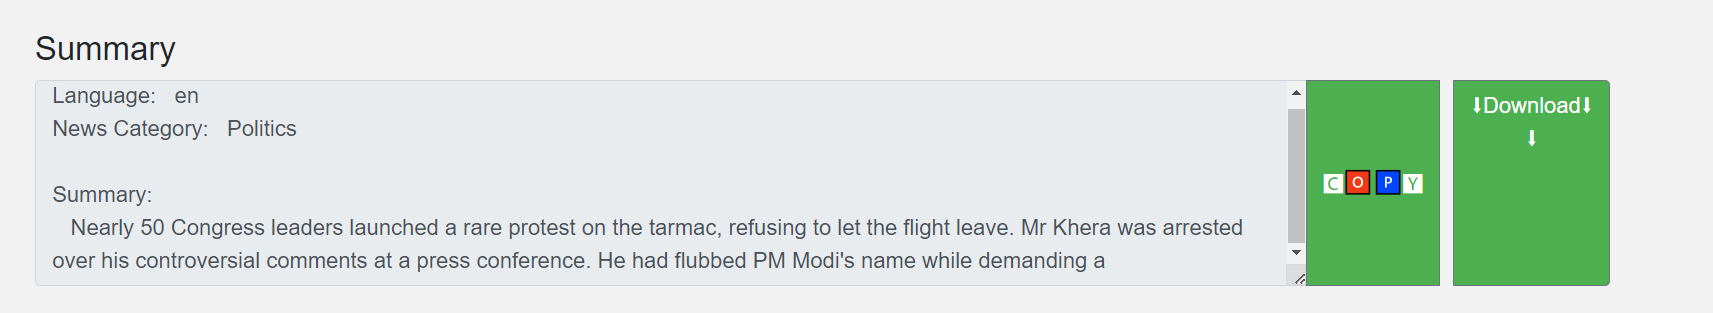 Summary
Language: en
News Category: Politics
Summary:
Nearly 50 Congress leaders launched a rare protest on the tarmac, refusing to let the flight leave. Mr Khera was arrested
over his controversial comments at a press conference. He had flubbed PM Modi's name while demanding a
COPY
⬇Download⬇
⬇